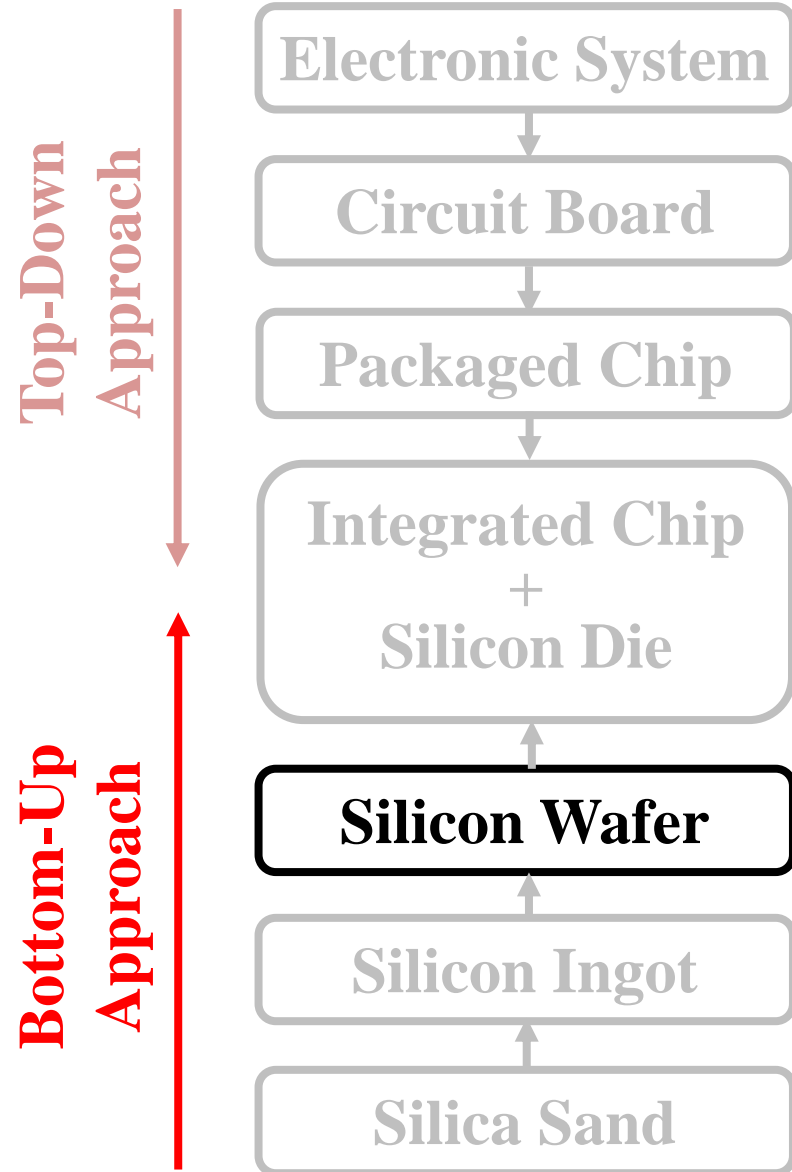 Top-Down
Approach
Bottom-Up
Approach
Electronic System
Circuit Board
Packaged Chip
Integrated Chip
+
Silicon Die
Silicon Wafer
Silicon Ingot
Silica Sand